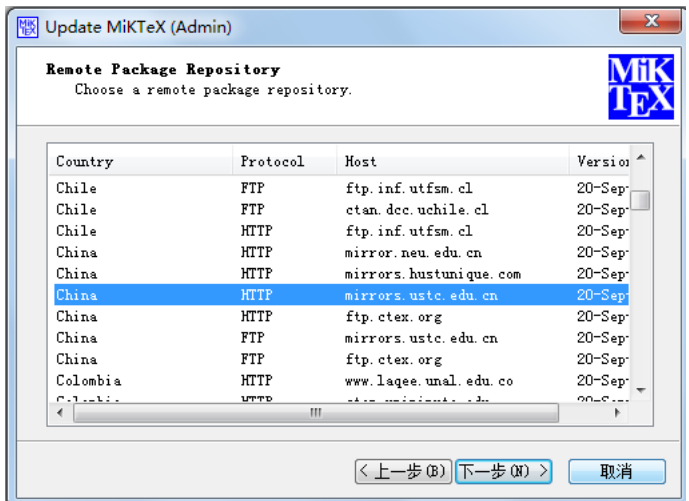 Update MiKTeX (Admin)
Remote Package Repository
Choose a remote package repository.
MiK
TEX
Country Protocol Host Version
Chile FTP ftp.inf.utfsm.cl 20-Sep-
Chile FTP ctan.dcc.uchile.cl 20-Sep-
Chile HTTP ftp.inf.utfsm.cl 20-Sep-
China HTTP mirror.neu.edu.cn 20-Sep-
China HTTP mirrors.hustunique.com 20-Sep-
China HTTP mirrors.ustc.edu.cn 20-Sep-
China HTTP ftp.ctex.org 20-Sep-
China FTP mirrors.ustc.edu.cn 20-Sep-
China FTP ftp.ctex.org 20-Sep-
Colombia HTTP www.laqee.unal.edu.co 20-Sep-
< 上一步(B) 下一步(N) > 取消